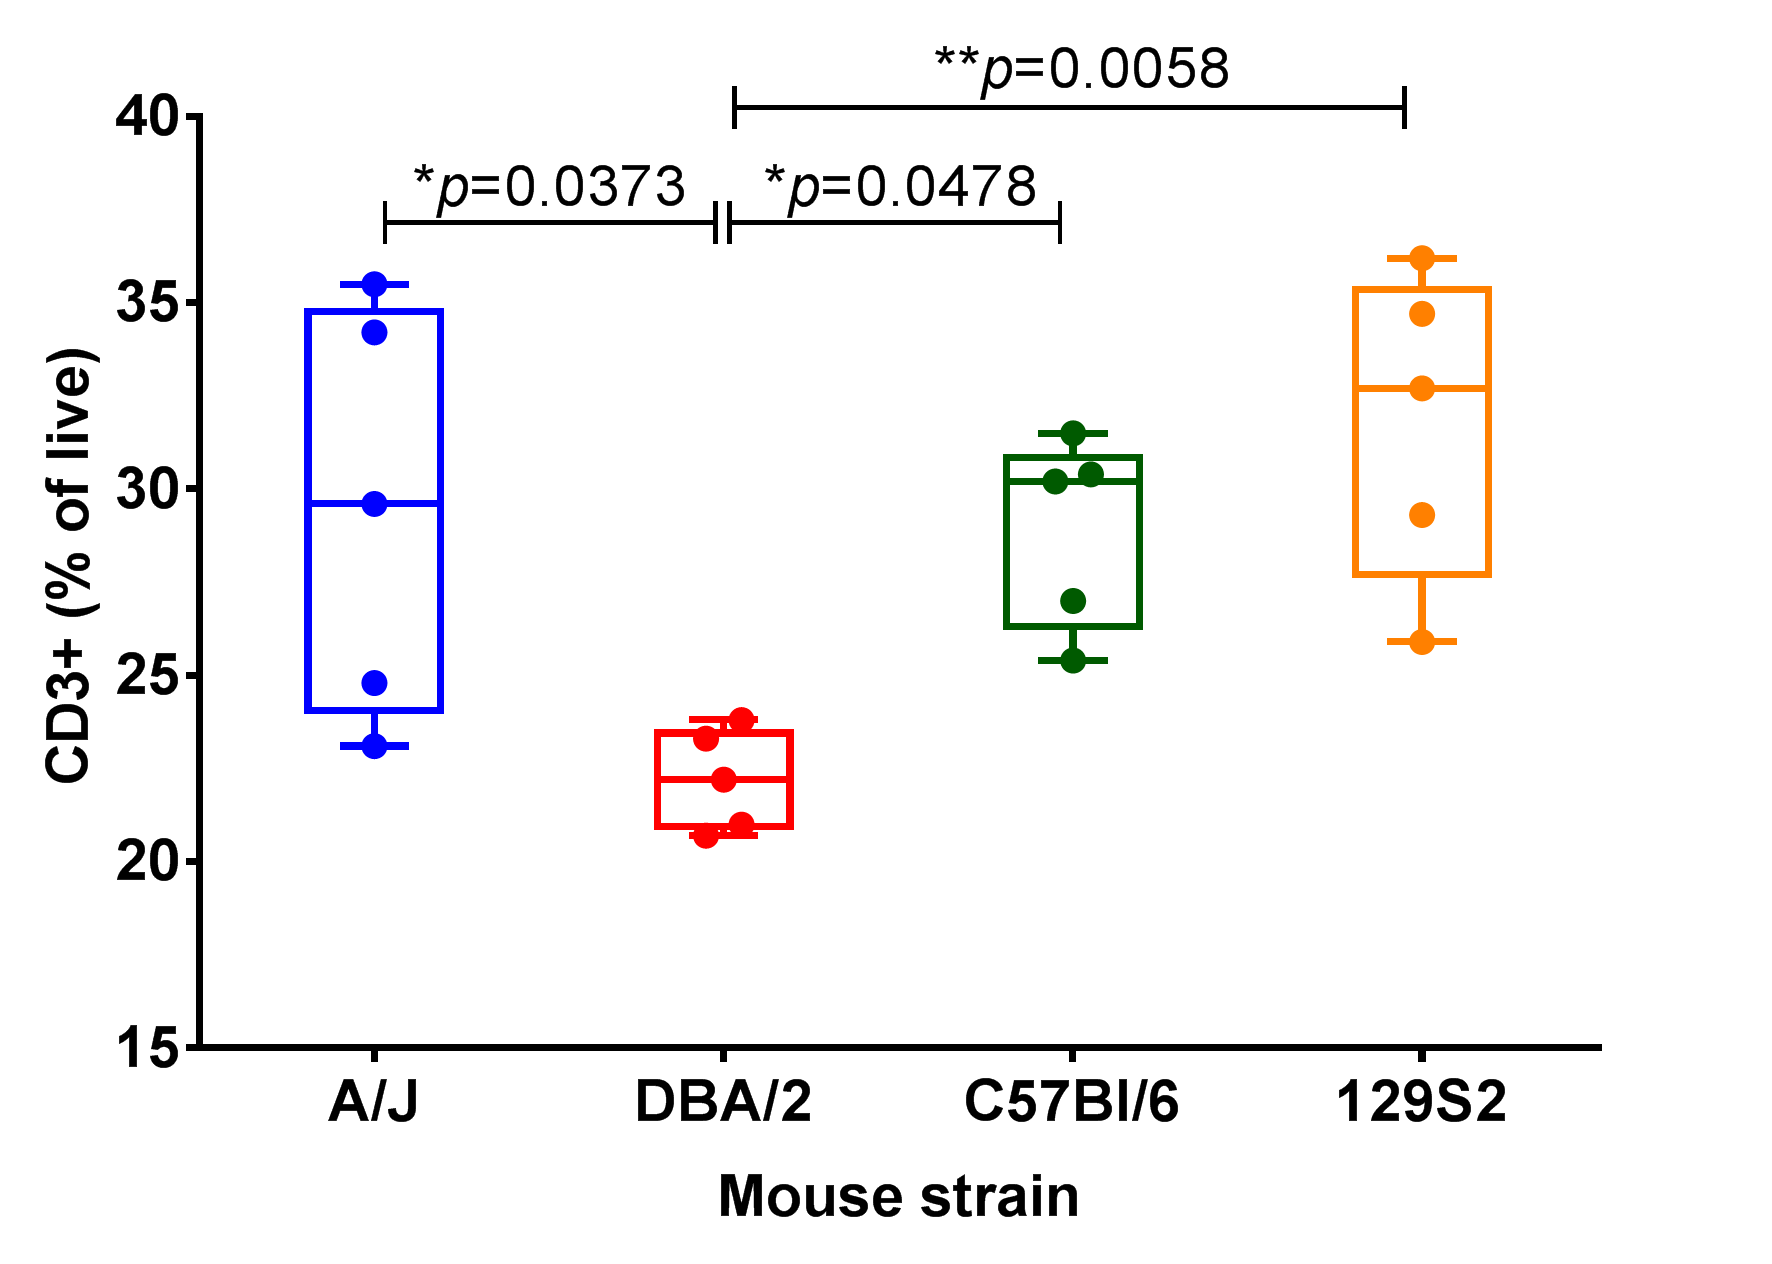 **p=0.0058
*p=0.0373
*p=0.0478
40
35
30
25
20
15
CD3+ (% of live)
A/J
DBA/2
C57Bl/6
129S2
Mouse strain